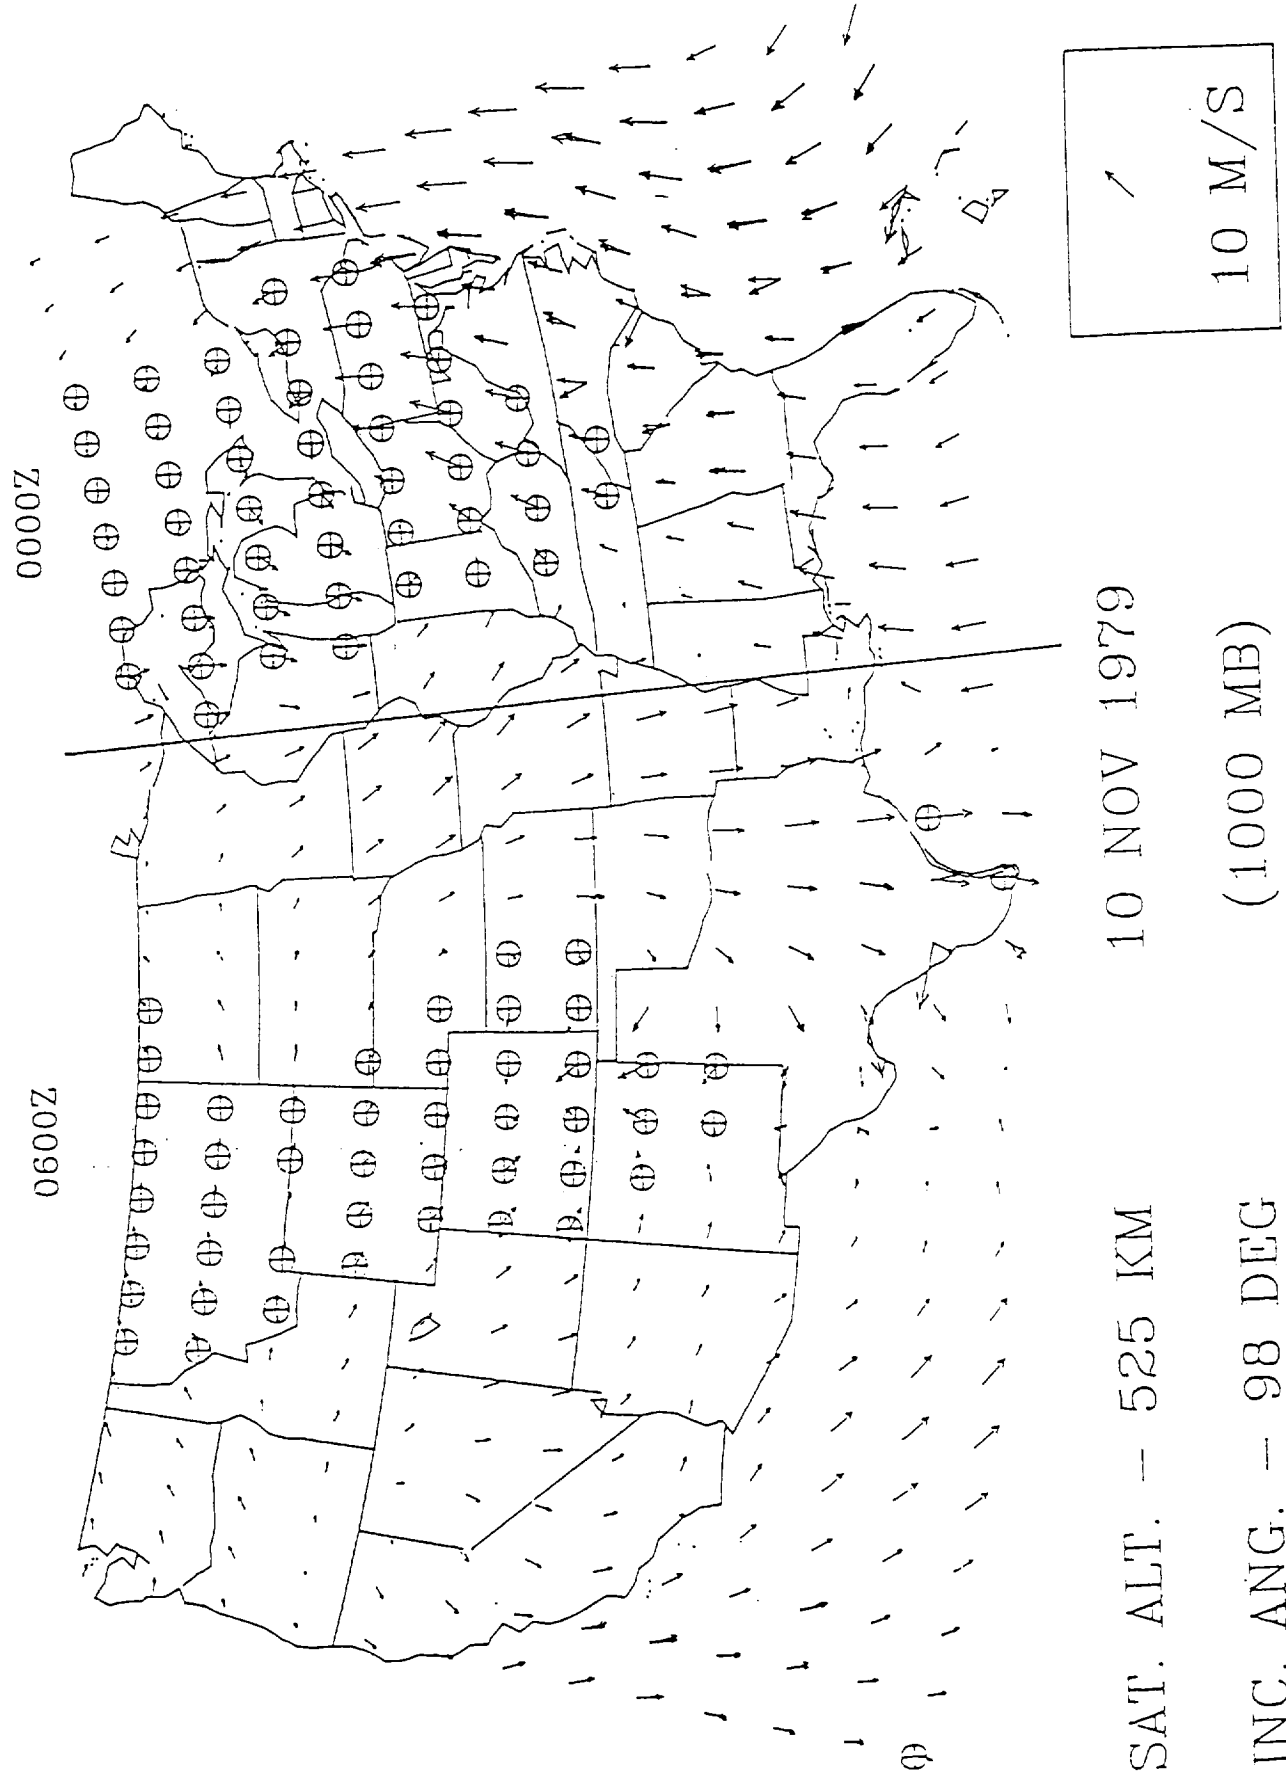 0600Z 0000Z
SAT. ALT. – 525 KM 10 NOV 1979
INC. ANG. – 98 DEG (1000 MB)
10 M/S